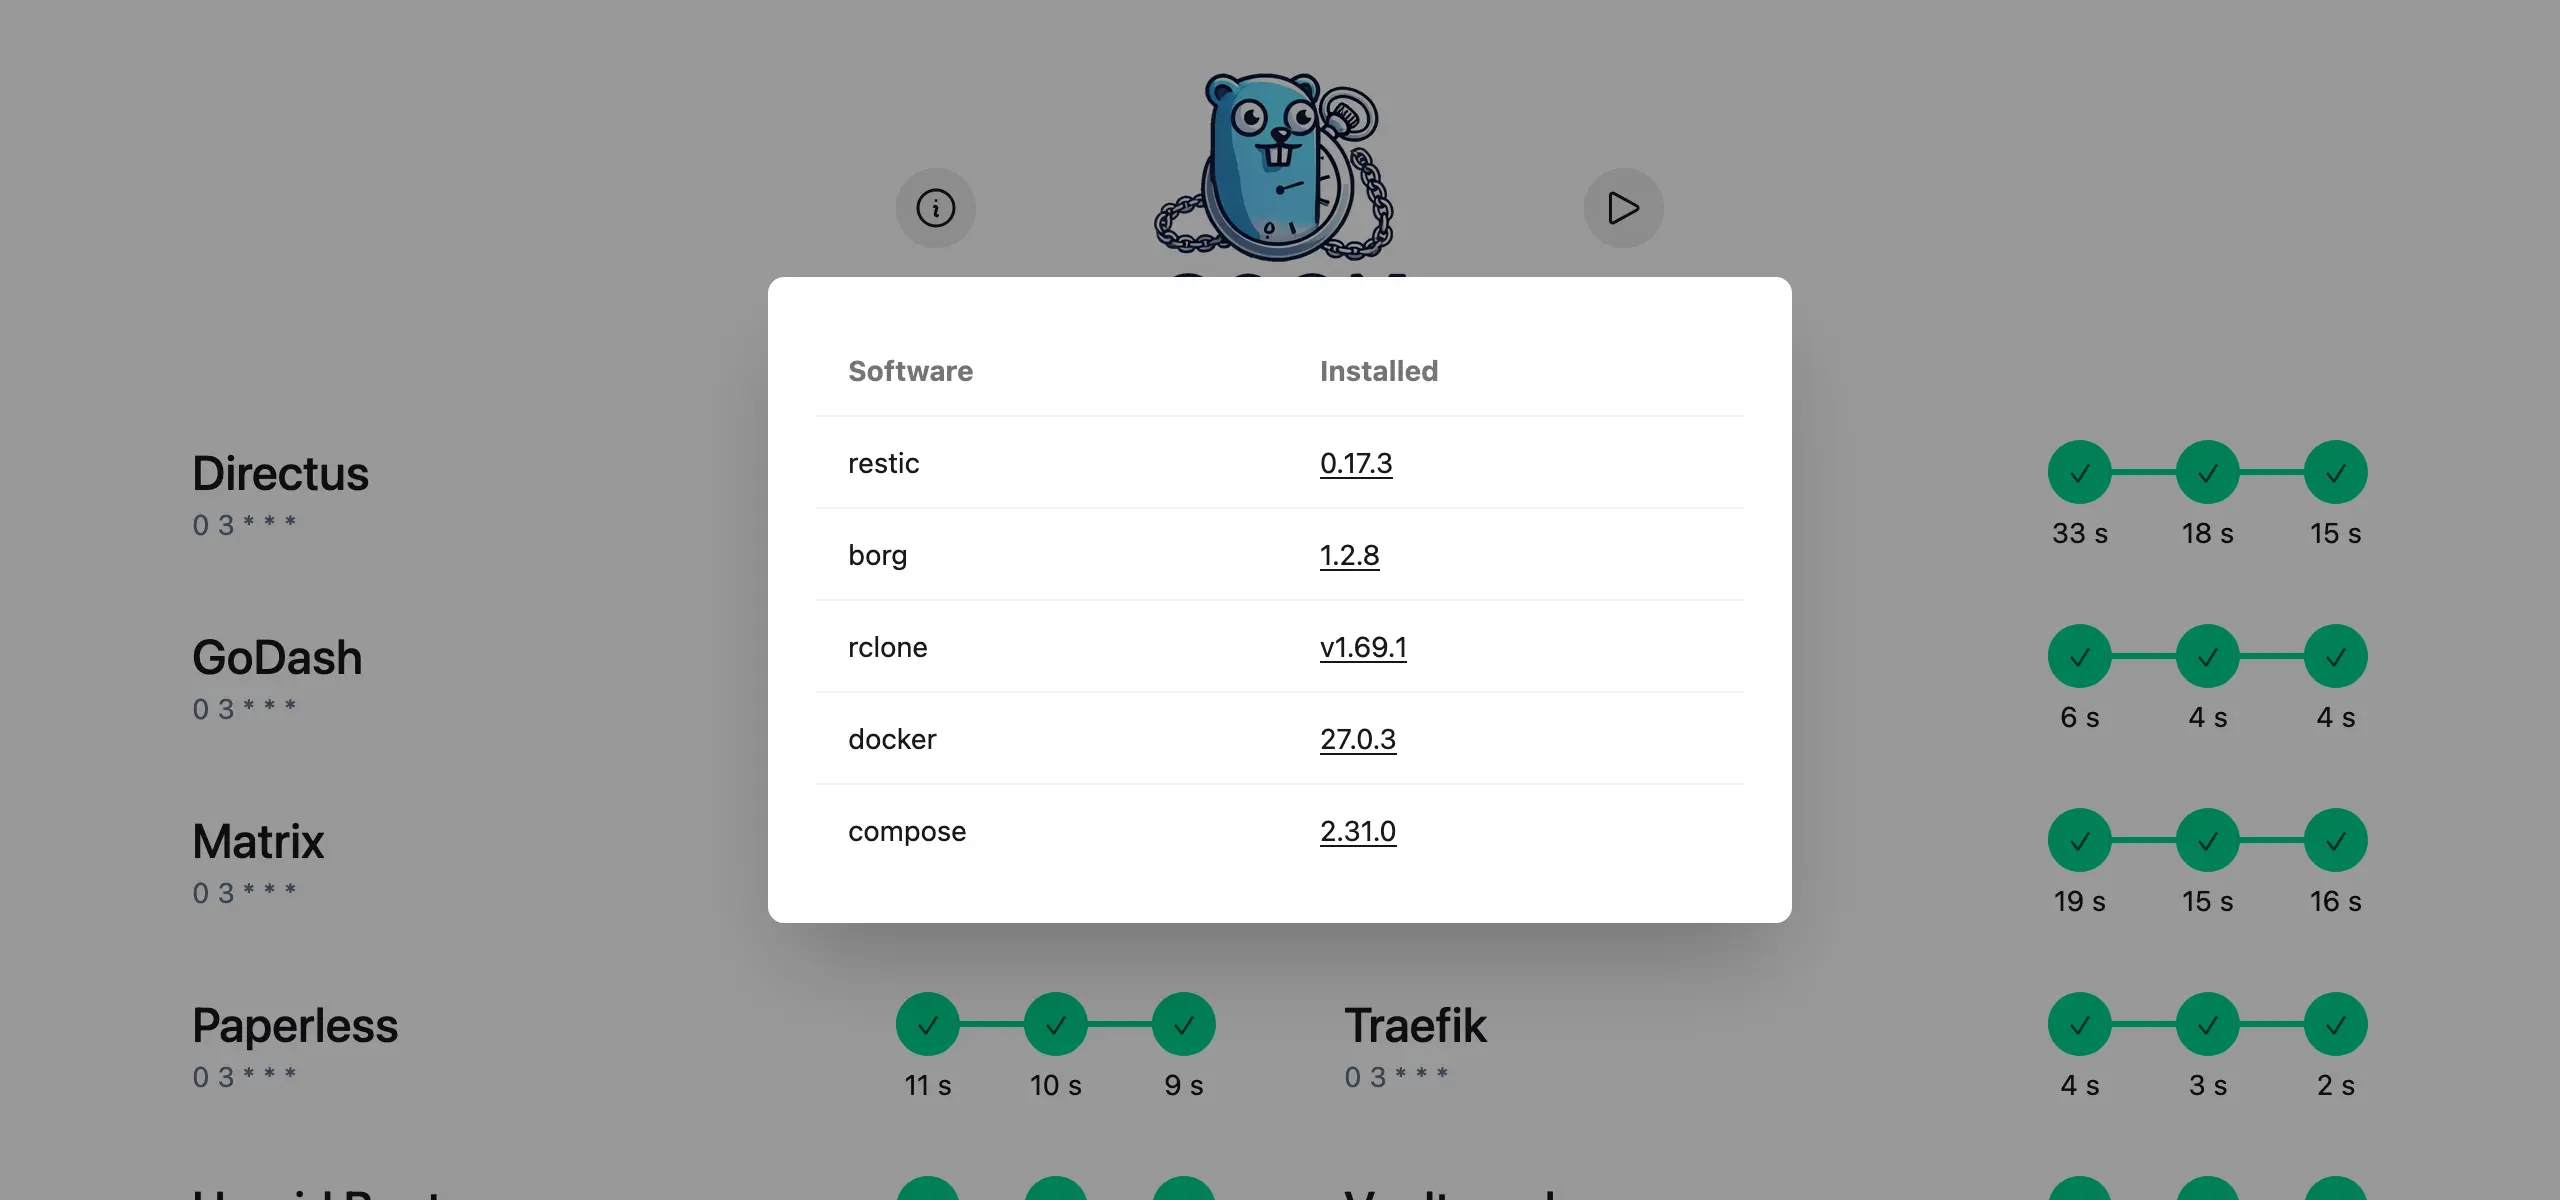 Software Installed
restic 0.17.3
borg 1.2.8
rclone v1.69.1
docker 27.0.3
compose 2.31.0
Directus
0 3 * * *
33 s 18 s 15 s
GoDash
0 3 * * *
6 s 4 s 4 s
Matrix
0 3 * * *
19 s 15 s 16 s
Paperless
0 3 * * *
11 s 10 s 9 s
Traefik
0 3 * * *
4 s 3 s 2 s